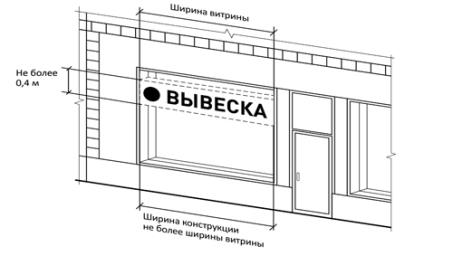 Ширина витрины
Не более
0,4 м
ВЫВЕСКА
Ширина конструкции
не более ширины витрины